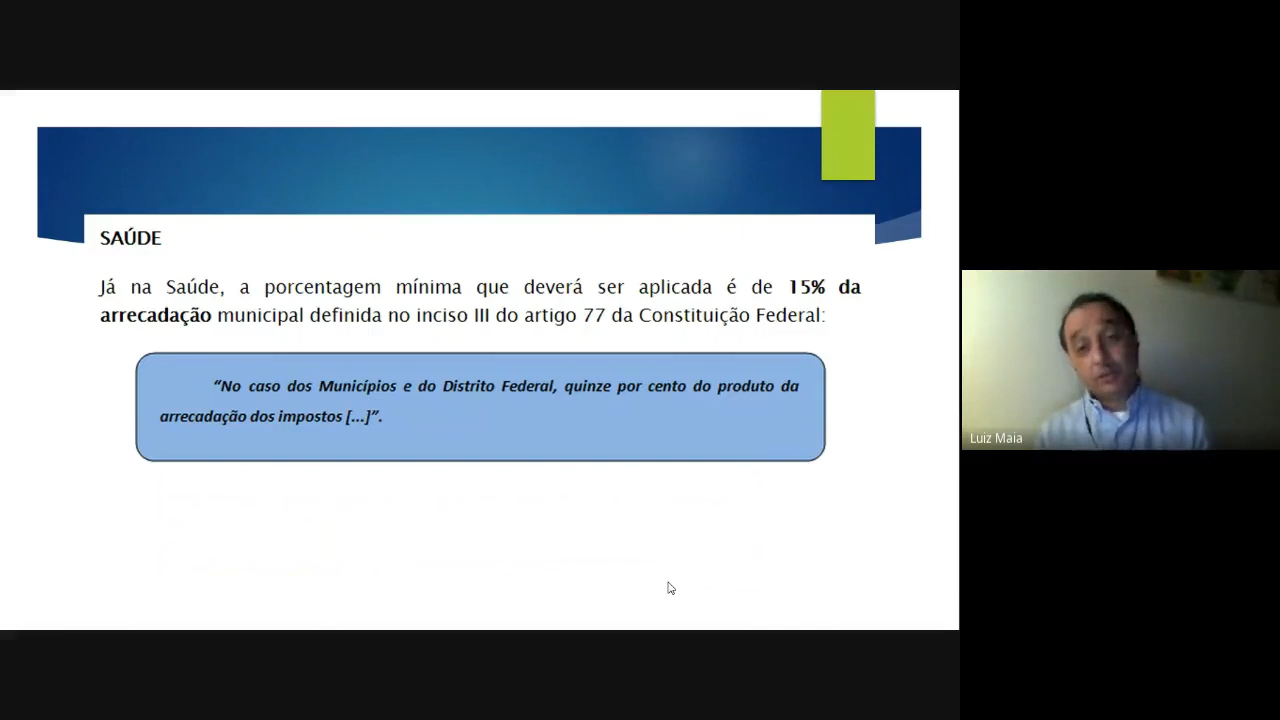 SAÚDE
Já na Saúde, a porcentagem mínima que deverá ser aplicada é de 15% da
arrecadação municipal definida no inciso III do artigo 77 da Constituição Federal:
“No caso dos Municípios e do Distrito Federal, quinze por cento do produto da
arrecadação dos impostos [...]”.
Luiz Maia